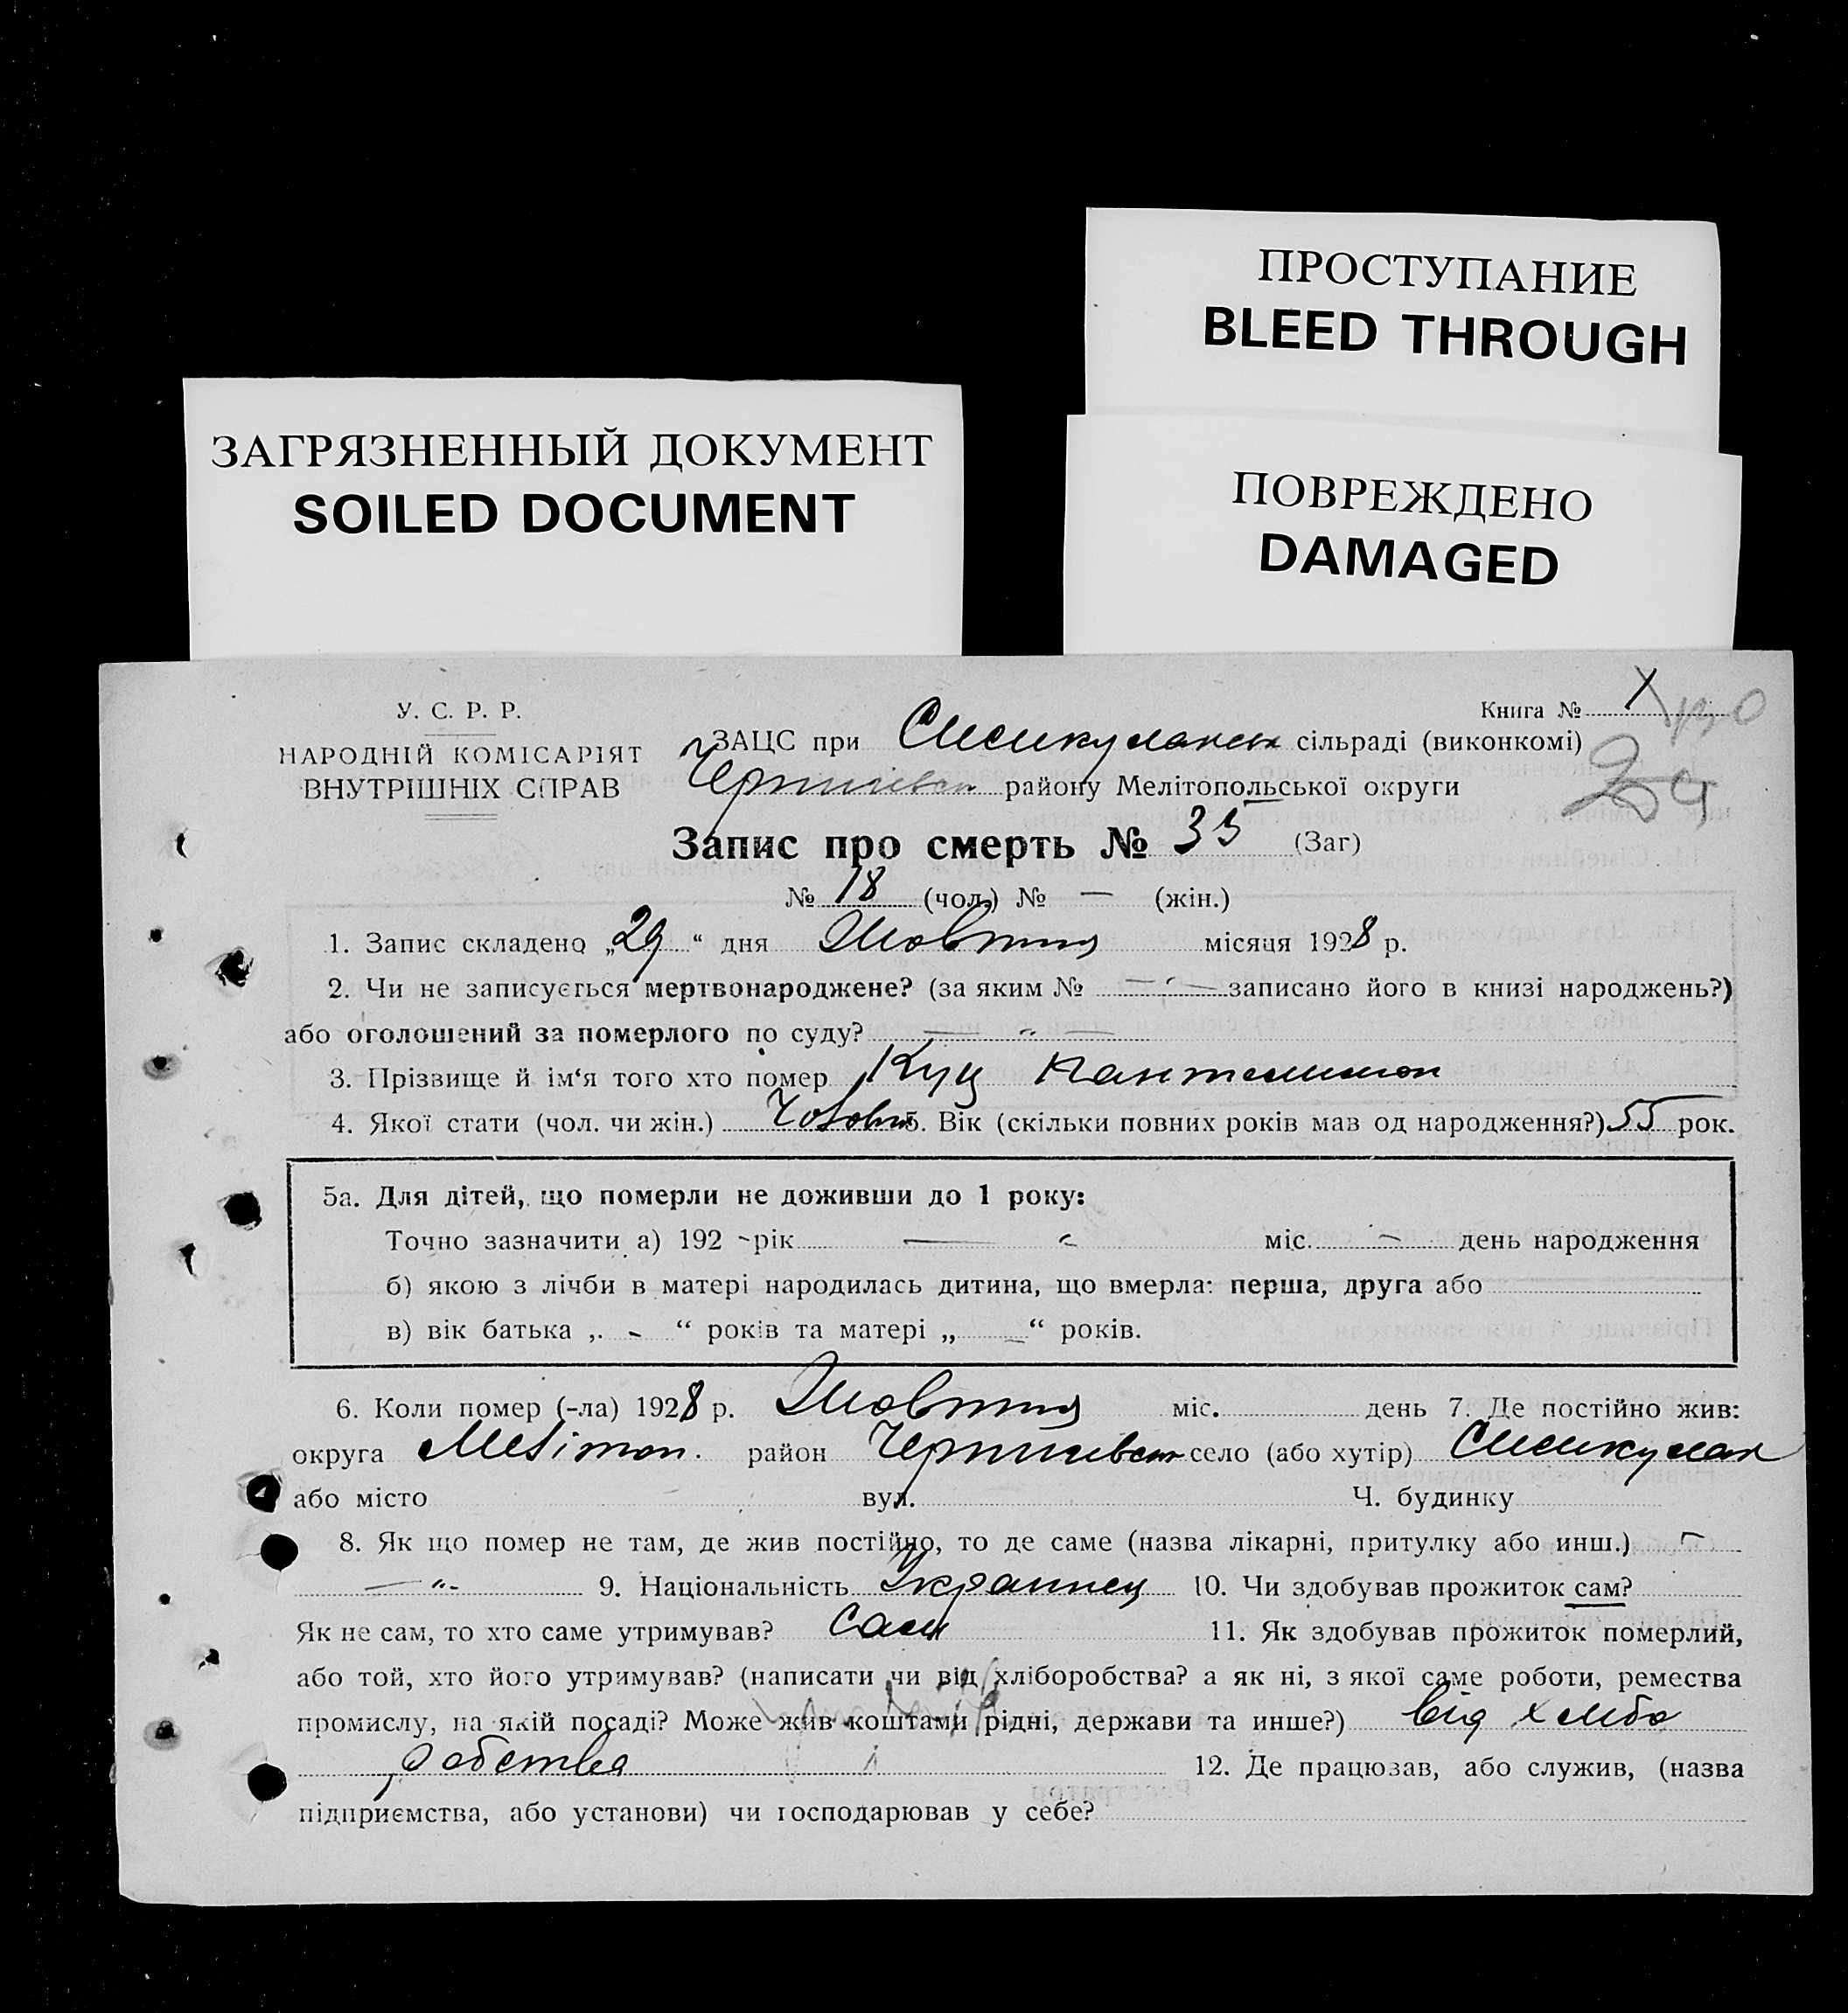 ПРОСТУПАНИЕ
BLEED THROUGH
ЗАГРЯЗНЕННЫЙ ДОКУМЕНТ
SOILED DOCUMENT
ПОВРЕЖДЕНО
DAMAGED
У. С. Р. Р.
НАРОДНІЙ КОМІСАРІЯТ
ВНУТРІШНІХ СПРАВ
Книга №
ЗАЦС при сільраді (виконкомі)
району Мелітопольської округи
Запис про смерть № 35 (Заг)
№ 18 (чол.) № — (жін.)
1. Запис складено „29“ дня Жовтня місяця 1928 р.
2. Чи не записується мертвонароджене? (за яким № — записано його в книзі народжень?)
або оголошений за померлого по суду? — „ —
3. Прізвище й ім‘я того хто помер Куц Пантелимон
4. Якої стати (чол. чи жін.) 5. Вік (скільки повних років мав од народження?) 55 рок.
5а. Для дітей, що померли не доживши до 1 року:
Точно зазначити а) 192 - рік — „ міс. — день народження
б) якою з лічби в матері народилась дитина, що вмерла: перша, друга або
в) вік батька „ - “ років та матері „ — “ років.
6. Коли помер (-ла) 1928 р. Жовтня міс. день 7. Де постійно жив:
округа Мелітоп. район Чернигівськ село (або хутір)
або місто вул. Ч. будинку
8. Як що помер не там, де жив постійно, то де саме (назва лікарні, притулку або инш.) —
— „ - 9. Національність Українец 10. Чи здобував прожиток сам?
Як не сам, то хто саме утримував? Сам 11. Як здобував прожиток померлий,
або той, хто його утримував? (написати чи від хліборобства? а як ні, з якої саме роботи, ремества
промислу, на якій посаді? Може жив коштами рідні, держави та инше?) від хлибо
робства 12. Де працював, або служив, (назва
підприємства, або установи) чи господарював у себе?